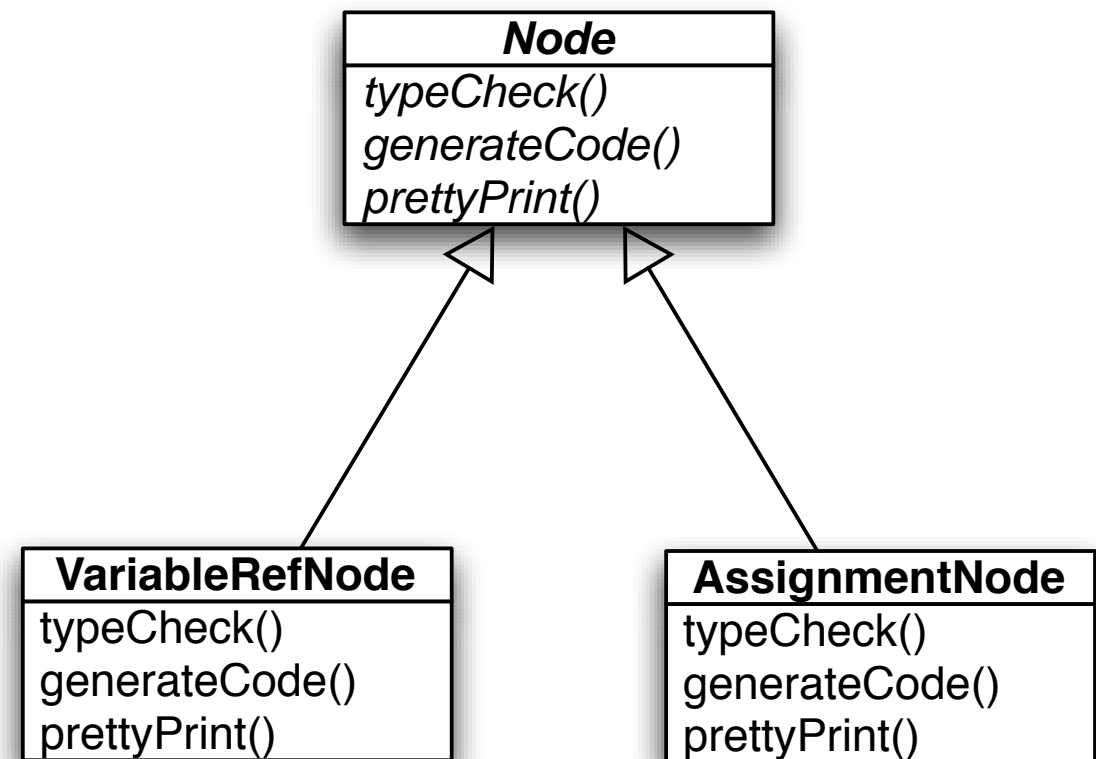 Node
typeCheck()
generateCode()
prettyPrint()
VariableRefNode
typeCheck()
generateCode()
prettyPrint()
AssignmentNode
typeCheck()
generateCode()
prettyPrint()